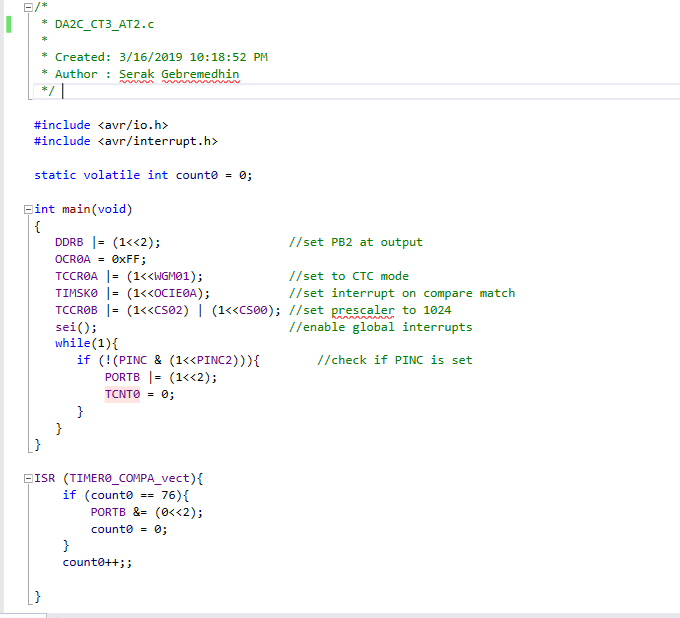 /*
 * DA2C_CT3_AT2.c
 *
 * Created: 3/16/2019 10:18:52 PM
 * Author : Serak Gebremedhin
 */
#include <avr/io.h>
#include <avr/interrupt.h>
static volatile int count0 = 0;
int main(void)
{
DDRB |= (1<<2); //set PB2 at output
OCR0A = 0xFF;
TCCR0A |= (1<<WGM01); //set to CTC mode
TIMSK0 |= (1<<OCIE0A); //set interrupt on compare match
TCCR0B |= (1<<CS02) | (1<<CS00); //set prescaler to 1024
sei(); //enable global interrupts
while(1){
if (!(PINC & (1<<PINC2))){ //check if PINC is set
PORTB |= (1<<2);
TCNT0 = 0;
}
}
}
ISR (TIMER0_COMPA_vect){
if (count0 == 76){
PORTB &= (0<<2);
count0 = 0;
}
count0++;;
}